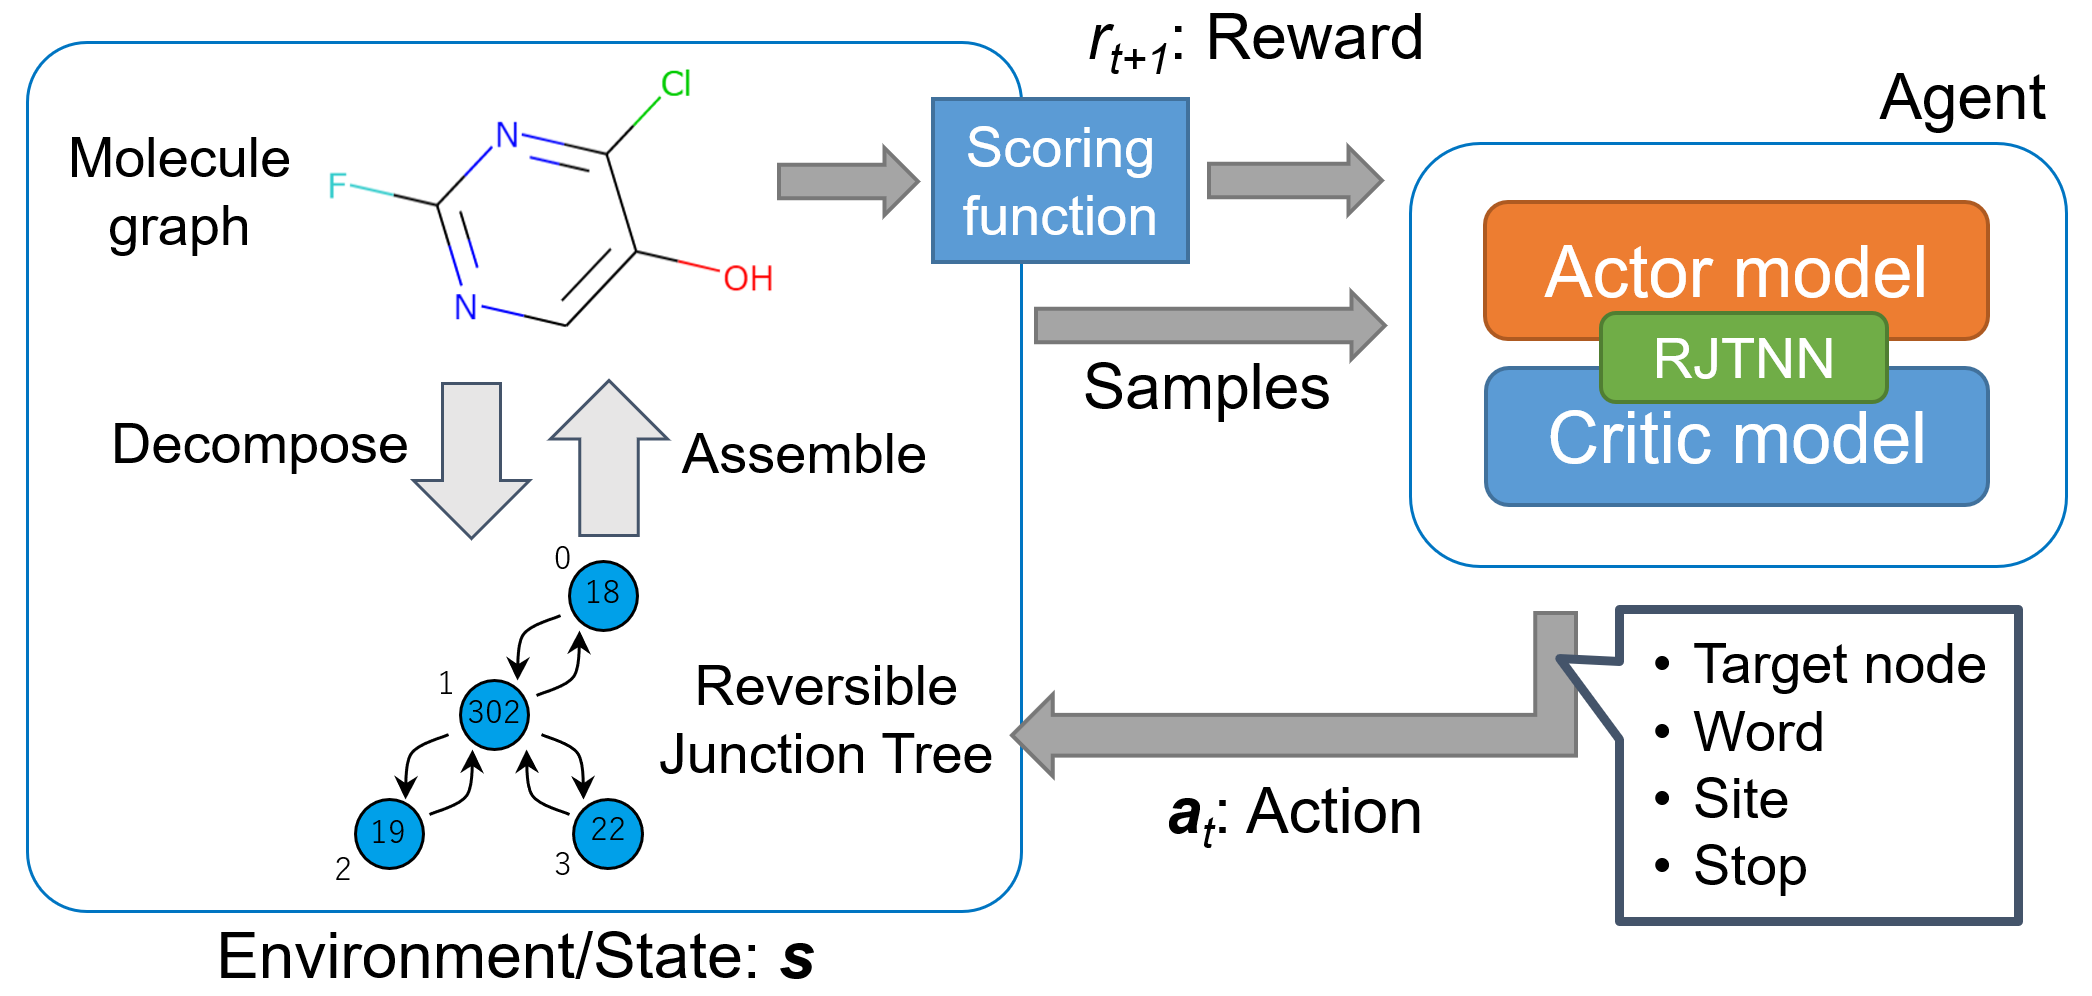 r_{t+1}: Reward
Agent
Molecule
graph
Cl
N
F
N
OH
Scoring
function
Actor model
RJTNN
Critic model
Samples
Decompose
Assemble
0
18
1
302
19
2
22
3
Reversible
Junction Tree
a_t: Action
• Target node
• Word
• Site
• Stop
Environment/State: s